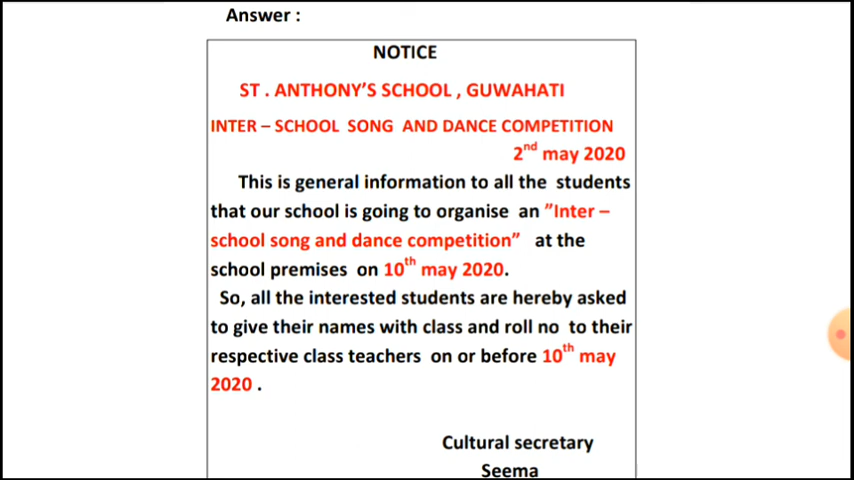 Answer :
NOTICE
ST . ANTHONY'S SCHOOL , GUWAHATI
INTER – SCHOOL SONG AND DANCE COMPETITION
2nd may 2020
This is general information to all the students
that our school is going to organise an ”Inter –
school song and dance competition” at the
school premises on 10th may 2020.
So, all the interested students are hereby asked
to give their names with class and roll no to their
respective class teachers on or before 10th may
2020 .
Cultural secretary
Seema